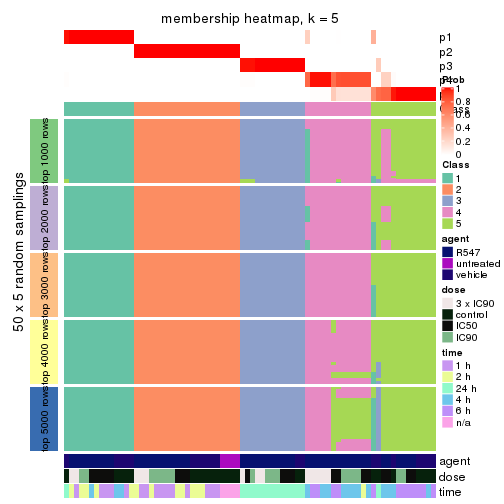 membership heatmap, k = 5
p1
p2
p3
p4
Prob
1
0.8
0.6
0.4
0.2
0
Class
1
2
3
4
5
agent
R547
untreated
vehicle
dose
3 x IC90
control
IC50
IC90
time
1 h
2 h
24 h
4 h
6 h
n/a
50 x 5 random samplings
top 1000 rows
top 2000 rows
top 3000 rows
top 4000 rows
top 5000 rows
agent
dose
time